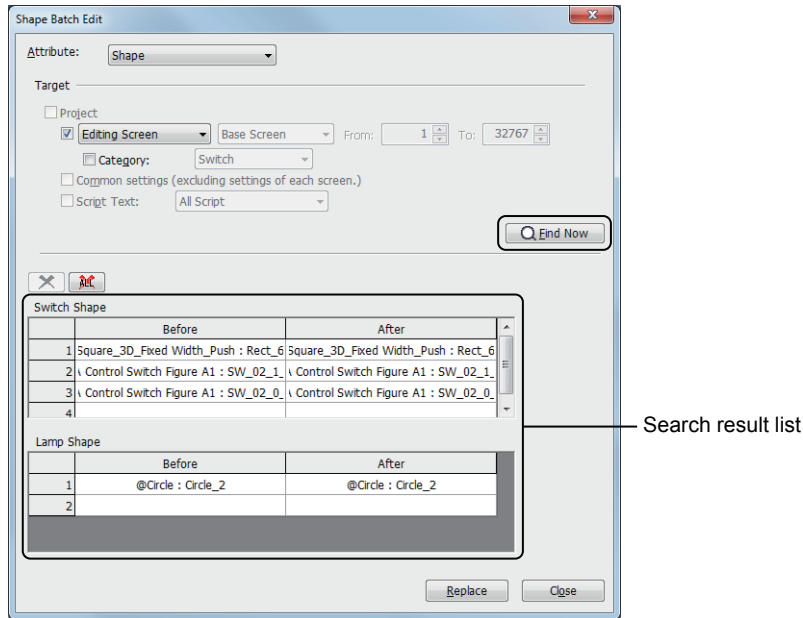 Shape Batch Edit
x
Attribute: Shape
Target
Project
Editing Screen Base Screen From: 1 To: 32767
Category: Switch
Common settings (excluding settings of each screen.)
Script Text: All Script
Find Now
ALL
Switch Shape
Before After
1 Square_3D_Fixed Width_Push : Rect_6 Square_3D_Fixed Width_Push : Rect_6
2 Control Switch Figure A1 : SW_02_1_ Control Switch Figure A1 : SW_02_1_
3 Control Switch Figure A1 : SW_02_0_ Control Switch Figure A1 : SW_02_0_
4
Search result list
Lamp Shape
Before After
1 @Circle : Circle_2 @Circle : Circle_2
2
Replace Close